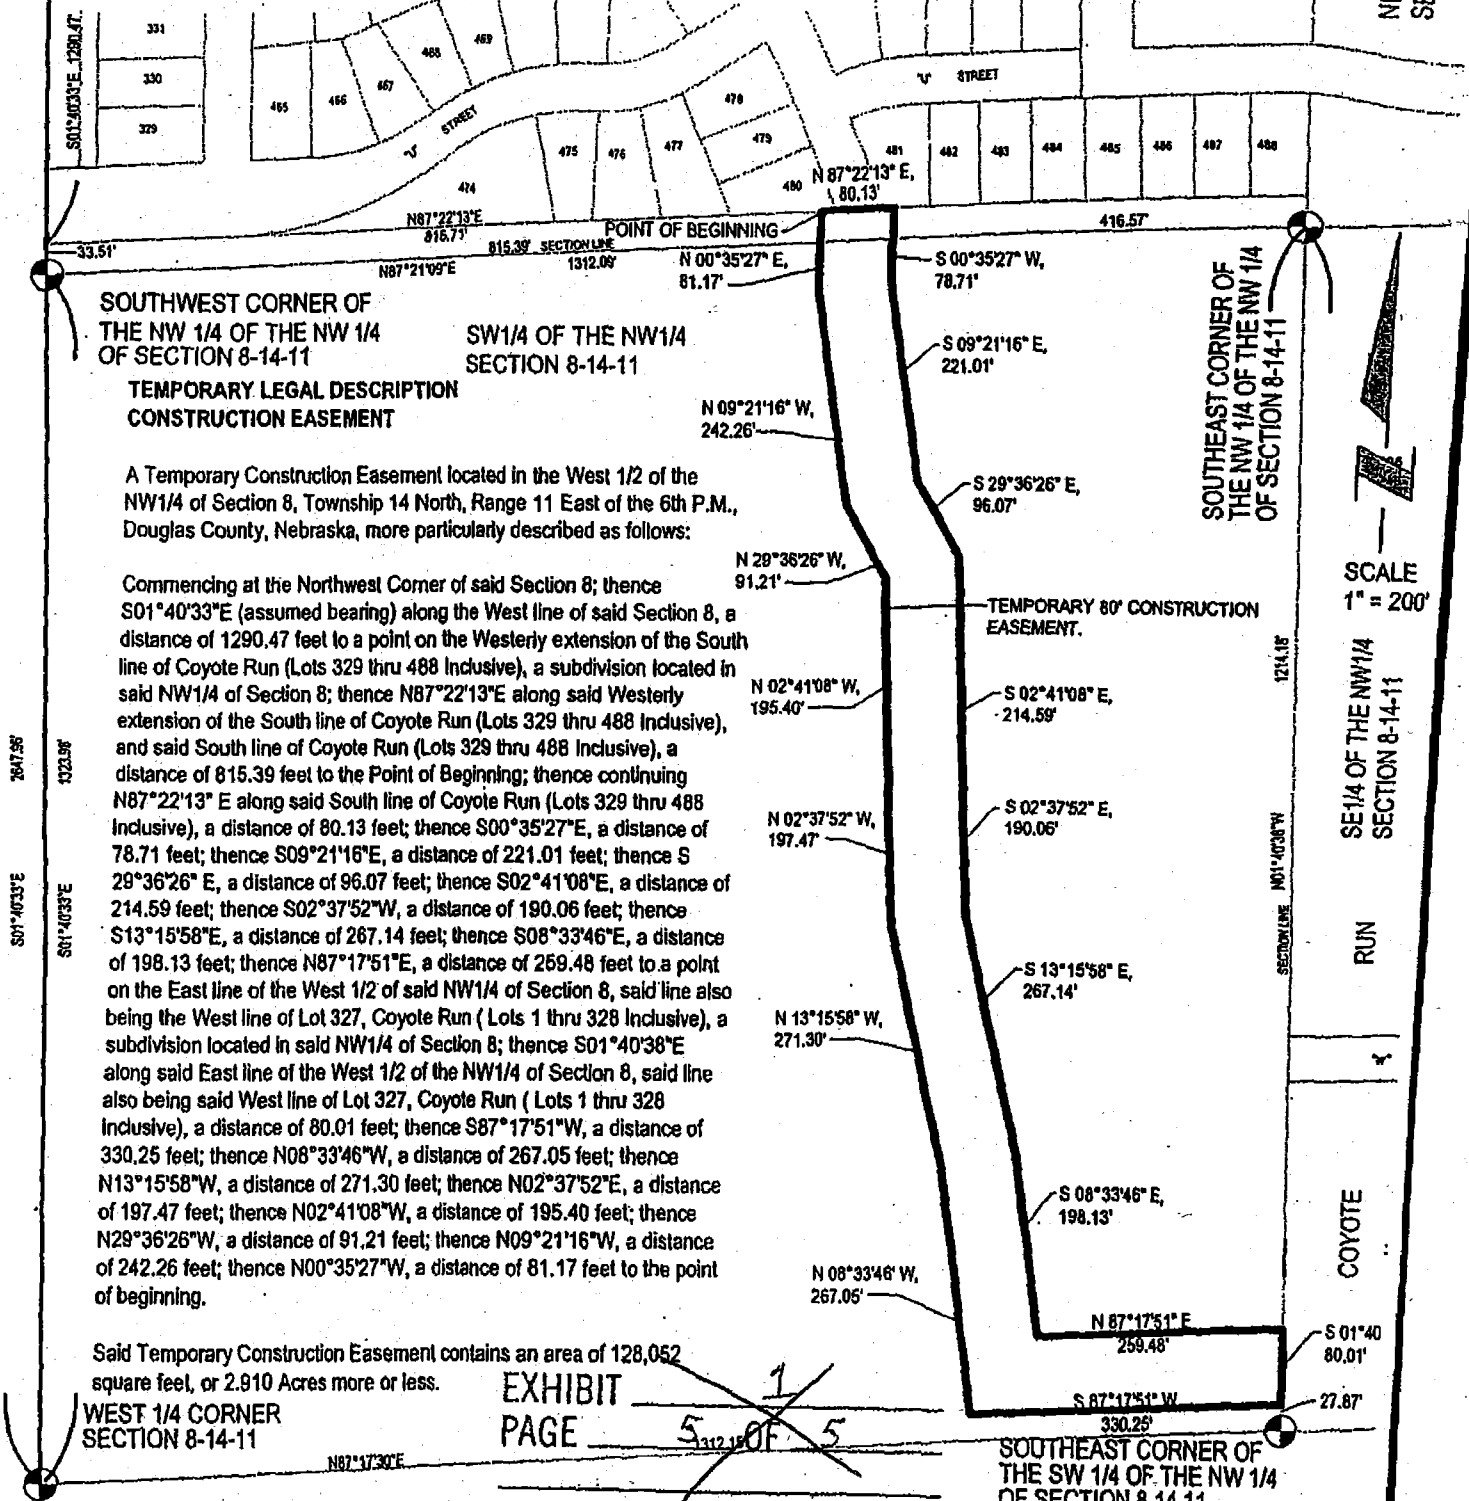 S01°40'33"E 1290.47'
331
330
329
465
466
467
468
469
"U" STREET
474
475
476
477
478
479
480
481
482
483
484
485
486
487
488
"U" STREET
N 87°22'13" E,
80.13'
N87°22'13"E
815.71'
POINT OF BEGINNING
416.57'
33.51'
815.39' SECTION LINE
N87°21'09"E
1312.09'
N 00°35'27" E,
81.17'
S 00°35'27" W,
78.71'
SOUTHWEST CORNER OF
THE NW 1/4 OF THE NW 1/4
OF SECTION 8-14-11
SW1/4 OF THE NW1/4
SECTION 8-14-11
SOUTHEAST CORNER OF
THE NW 1/4 OF THE NW 1/4
OF SECTION 8-14-11
S 09°21'16" E,
221.01'
N 09°21'16" W,
242.26'
S 29°36'26" E,
96.07'
N 29°36'26" W,
91.21'
TEMPORARY 80' CONSTRUCTION
EASEMENT.
SCALE
1" = 200'
N 02°41'08" W,
195.40'
S 02°41'08" E,
214.59'
1214.18'
SE1/4 OF THE NW1/4
SECTION 8-14-11
N 02°37'52" W,
197.47'
S 02°37'52" E,
190.06'
SECTION LINE N01°40'38"W
S 13°15'58" E,
267.14'
N 13°15'58" W,
271.30'
S 08°33'46" E,
198.13'
N 08°33'46" W,
267.05'
COYOTE RUN
TEMPORARY LEGAL DESCRIPTION
CONSTRUCTION EASEMENT
A Temporary Construction Easement located in the West 1/2 of the
NW1/4 of Section 8, Township 14 North, Range 11 East of the 6th P.M.,
Douglas County, Nebraska, more particularly described as follows:
Commencing at the Northwest Corner of said Section 8; thence
S01°40'33"E (assumed bearing) along the West line of said Section 8, a
distance of 1290.47 feet to a point on the Westerly extension of the South
line of Coyote Run (Lots 329 thru 488 Inclusive), a subdivision located in
said NW1/4 of Section 8; thence N87°22'13"E along said Westerly
extension of the South line of Coyote Run (Lots 329 thru 488 Inclusive),
and said South line of Coyote Run (Lots 329 thru 488 Inclusive), a
distance of 815.39 feet to the Point of Beginning; thence continuing
N87°22'13" E along said South line of Coyote Run (Lots 329 thru 488
Inclusive), a distance of 80.13 feet; thence S00°35'27"E, a distance of
78.71 feet; thence S09°21'16"E, a distance of 221.01 feet; thence S
29°36'26" E, a distance of 96.07 feet; thence S02°41'08"E, a distance of
214.59 feet; thence S02°37'52"W, a distance of 190.06 feet; thence
S13°15'58"E, a distance of 267.14 feet; thence S08°33'46"E, a distance
of 198.13 feet; thence N87°17'51"E, a distance of 259.48 feet to a point
on the East line of the West 1/2 of said NW1/4 of Section 8, said line also
being the West line of Lot 327, Coyote Run ( Lots 1 thru 328 Inclusive), a
subdivision located in said NW1/4 of Section 8; thence S01°40'38"E
along said East line of the West 1/2 of the NW1/4 of Section 8, said line
also being said West line of Lot 327, Coyote Run ( Lots 1 thru 328
Inclusive), a distance of 80.01 feet; thence S87°17'51"W, a distance of
330.25 feet; thence N08°33'46"W, a distance of 267.05 feet; thence
N13°15'58"W, a distance of 271.30 feet; thence N02°37'52"E, a distance
of 197.47 feet; thence N02°41'08"W, a distance of 195.40 feet; thence
N29°36'26"W, a distance of 91.21 feet; thence N09°21'16"W, a distance
of 242.26 feet; thence N00°35'27"W, a distance of 81.17 feet to the point
of beginning.
Said Temporary Construction Easement contains an area of 128,052
square feet, or 2.910 Acres more or less.
2647.96'
1323.98'
S01°40'33"E
S01°40'33"E
N 87°17'51" E
259.48'
S 01°40
80.01'
S 87°17'51" W
330.25'
27.87'
EXHIBIT 1
PAGE 5 OF 5
WEST 1/4 CORNER
SECTION 8-14-11
N87°17'30"E
1312.15'
SOUTHEAST CORNER OF
THE SW 1/4 OF THE NW 1/4
OF SECTION 8-14-11